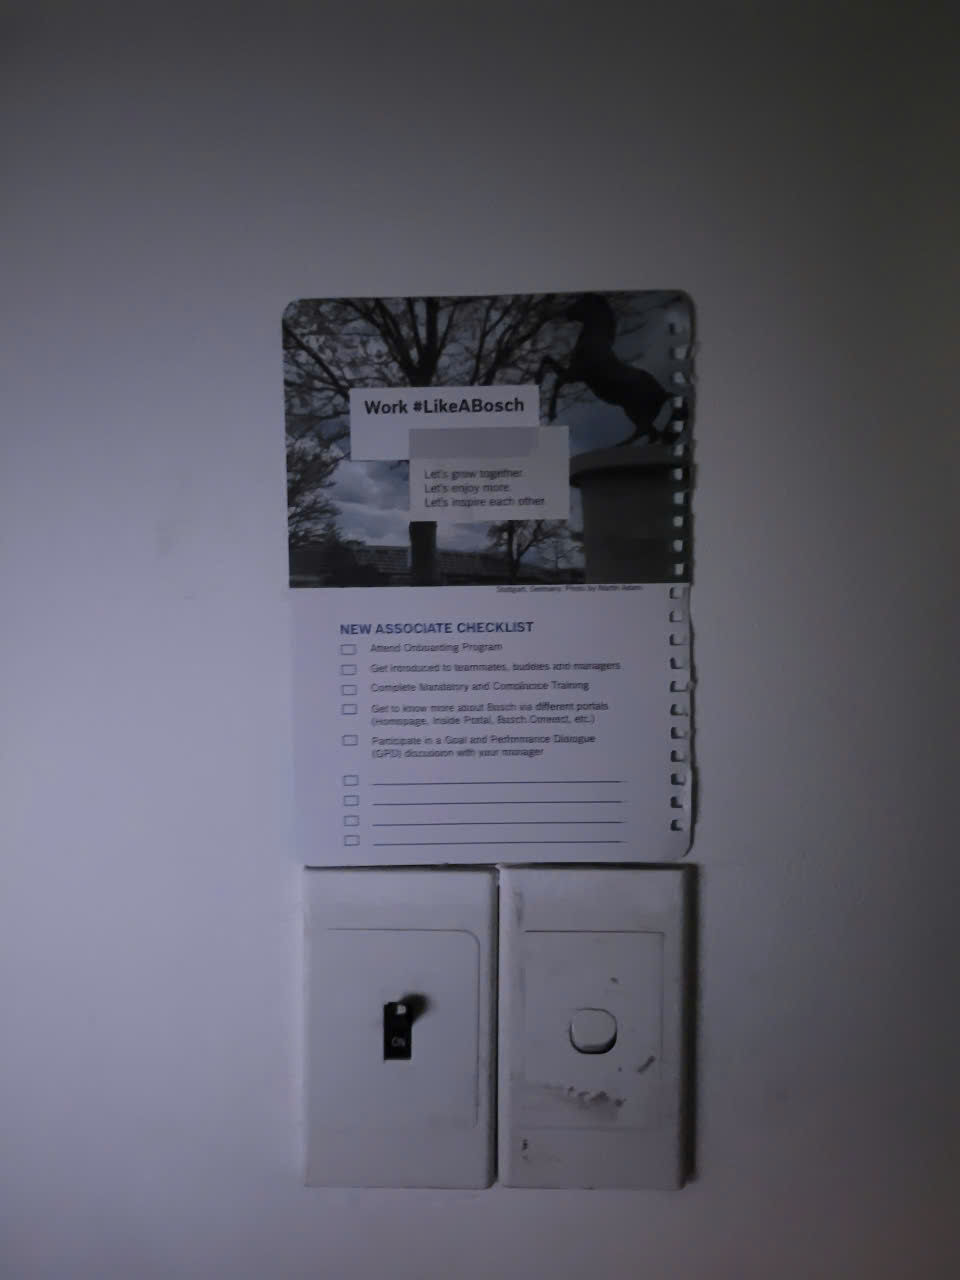 Work #LikeABosch
Let's grow together.
Let's enjoy more.
Let's inspire each other.
Stuttgart, Germany. Photo by Martin Adam
NEW ASSOCIATE CHECKLIST
Attend Onboarding Program
Get introduced to teammates, buddies and managers
Complete Mandatory and Compliance Training
Get to know more about Bosch via different portals
(Homepage, Inside Portal, Bosch Connect, etc.)
Participate in a Goal and Performance Dialogue
(GPD) discussion with your manager
ON